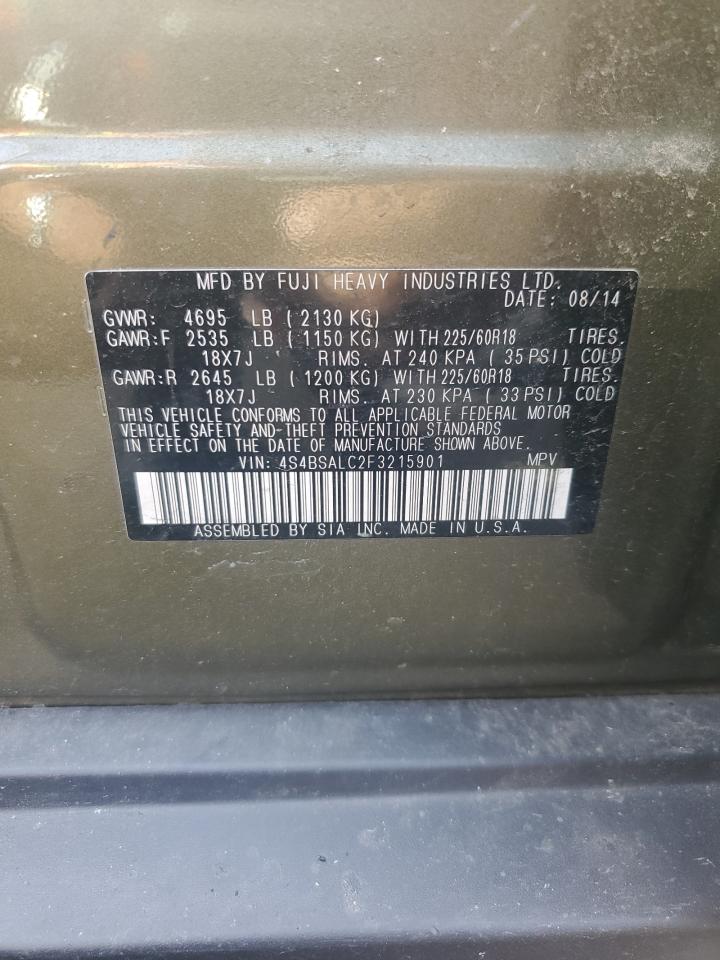 MFD BY FUJI HEAVY INDUSTRIES LTD.
DATE: 08/14
GVWR: 4695 LB ( 2130 KG)
GAWR:F 2535 LB ( 1150 KG) WITH 225/60R18 TIRES.
18X7J RIMS. AT 240 KPA ( 35 PSI) COLD
GAWR:R 2645 LB ( 1200 KG) WITH 225/60R18 TIRES.
18X7J RIMS. AT 230 KPA ( 33 PSI) COLD
THIS VEHICLE CONFORMS TO ALL APPLICABLE FEDERAL MOTOR
VEHICLE SAFETY AND-THEFT PREVENTION STANDARDS
IN EFFECT ON THE DATE OF MANUFACTURE SHOWN ABOVE.
VIN: 4S4BSALC2F3215901 MPV
ASSEMBLED BY SIA INC. MADE IN U.S.A.